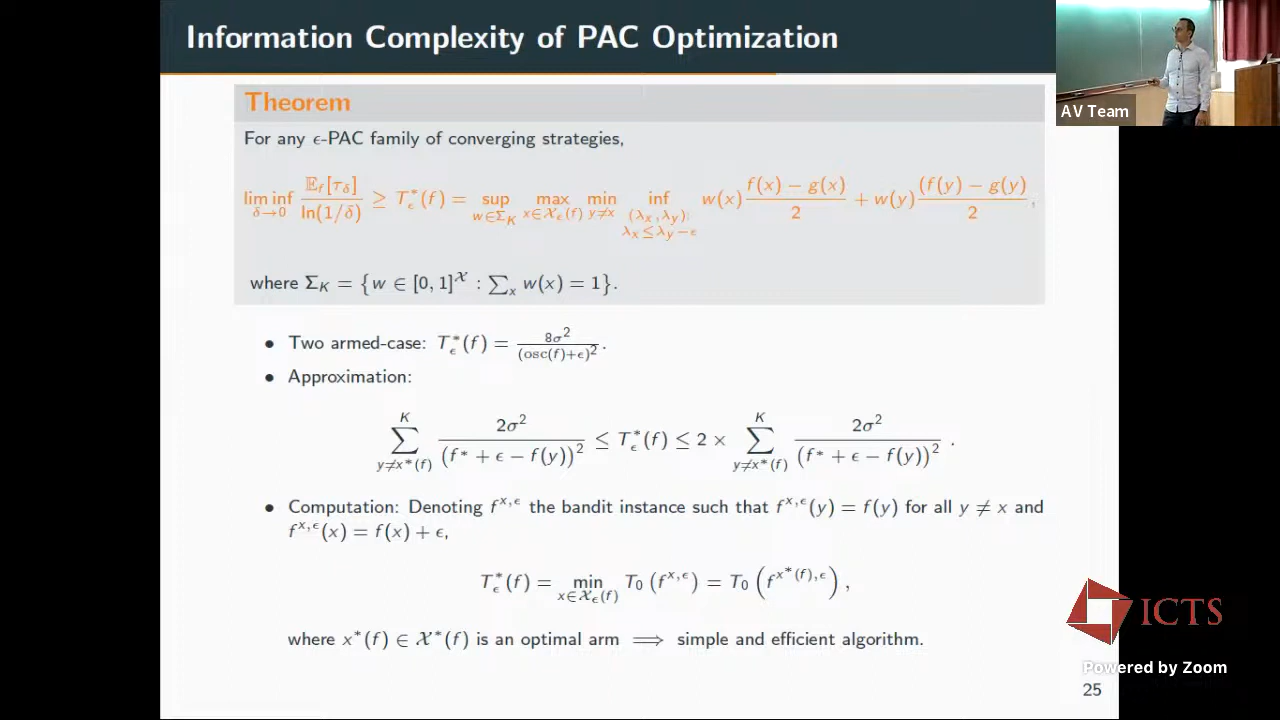 Information Complexity of PAC Optimization
AV Team
Theorem
For any ϵ-PAC family of converging strategies,
lim inf_{δ→0} 𝔼_f[τ_δ] / ln(1/δ) ≥ T*_ϵ(f) = sup_{w∈Σ_K} max_{x∈𝒳_ϵ(f)} min_{y≠x} inf_{(λ_x,λ_y): λ_x≤λ_y−ϵ} w(x) (f(x) − g(x))/2 + w(y) ((f(y) − g(y))/2 ,
where Σ_K = {w ∈ [0, 1]^𝒳 : ∑_x w(x) = 1}.
• Two armed-case: T*_ϵ(f) = 8σ²/(osc(f)+ϵ)² .
• Approximation:
∑_{y≠x*(f)}^K 2σ²/(f* + ϵ − f(y))² ≤ T*_ϵ(f) ≤ 2 × ∑_{y≠x*(f)}^K 2σ²/(f* + ϵ − f(y))² .
• Computation: Denoting f^{x,ϵ} the bandit instance such that f^{x,ϵ}(y) = f(y) for all y ≠ x and
f^{x,ϵ}(x) = f(x) + ϵ,
T*_ϵ(f) = min_{x∈𝒳_ϵ(f)} T₀(f^{x,ϵ}) = T₀(f^{x*(f),ϵ}) ,
where x*(f) ∈ 𝒳*(f) is an optimal arm ⟹ simple and efficient algorithm.
ICTS
Powered by Zoom
25